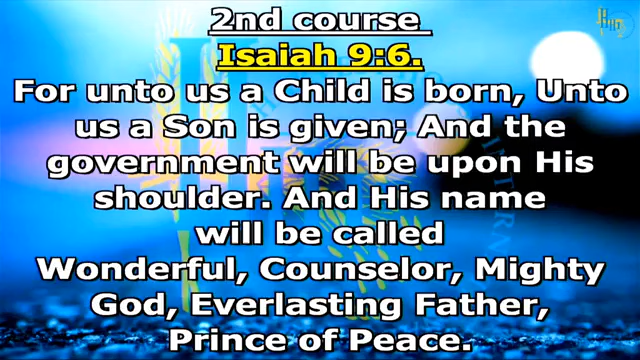 2nd course
Isaiah 9:6.
For unto us a Child is born, Unto
us a Son is given; And the
government will be upon His
shoulder. And His name
will be called
Wonderful, Counselor, Mighty
God, Everlasting Father,
Prince of Peace.